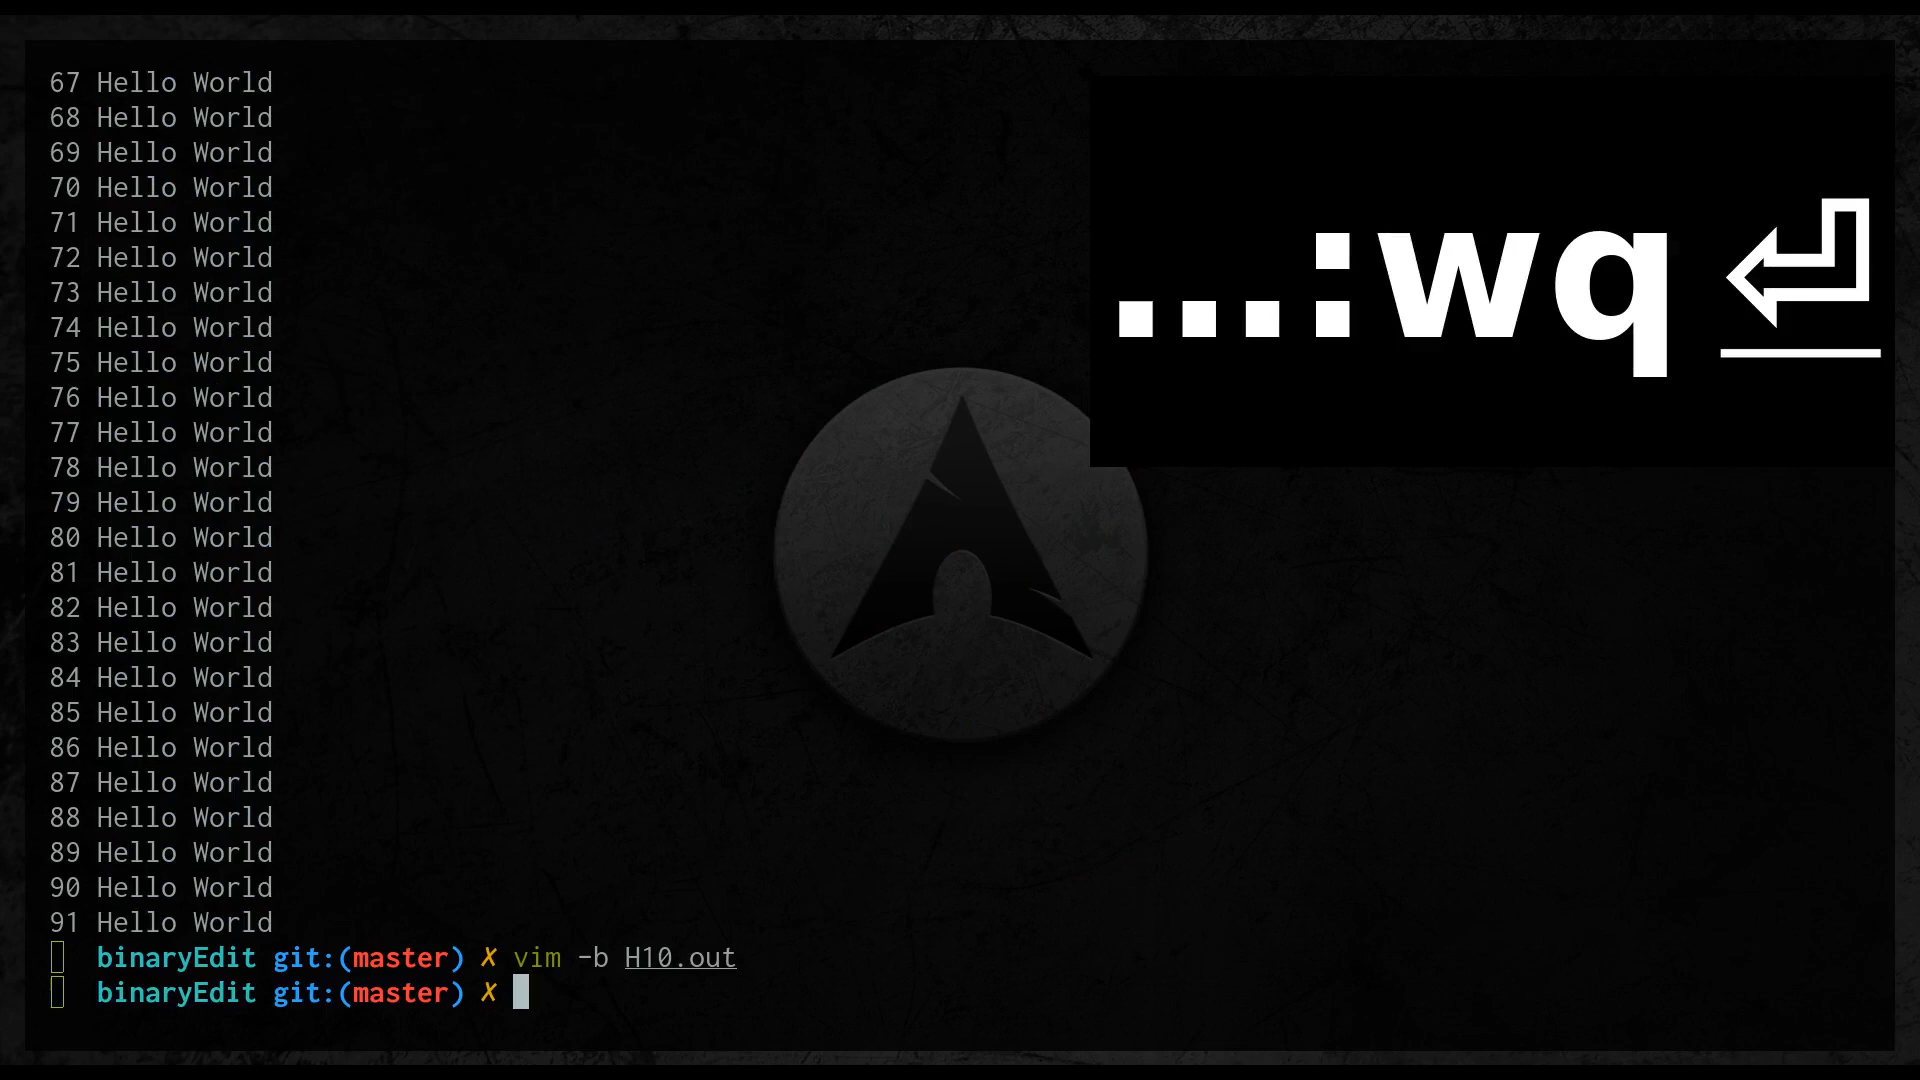 67 Hello World
68 Hello World
69 Hello World
70 Hello World
71 Hello World
72 Hello World
73 Hello World
74 Hello World
75 Hello World
76 Hello World
77 Hello World
78 Hello World
79 Hello World
80 Hello World
81 Hello World
82 Hello World
83 Hello World
84 Hello World
85 Hello World
86 Hello World
87 Hello World
88 Hello World
89 Hello World
90 Hello World
91 Hello World
binaryEdit git:(master) ✗ vim -b H10.out
binaryEdit git:(master) ✗
...:wq ⏎